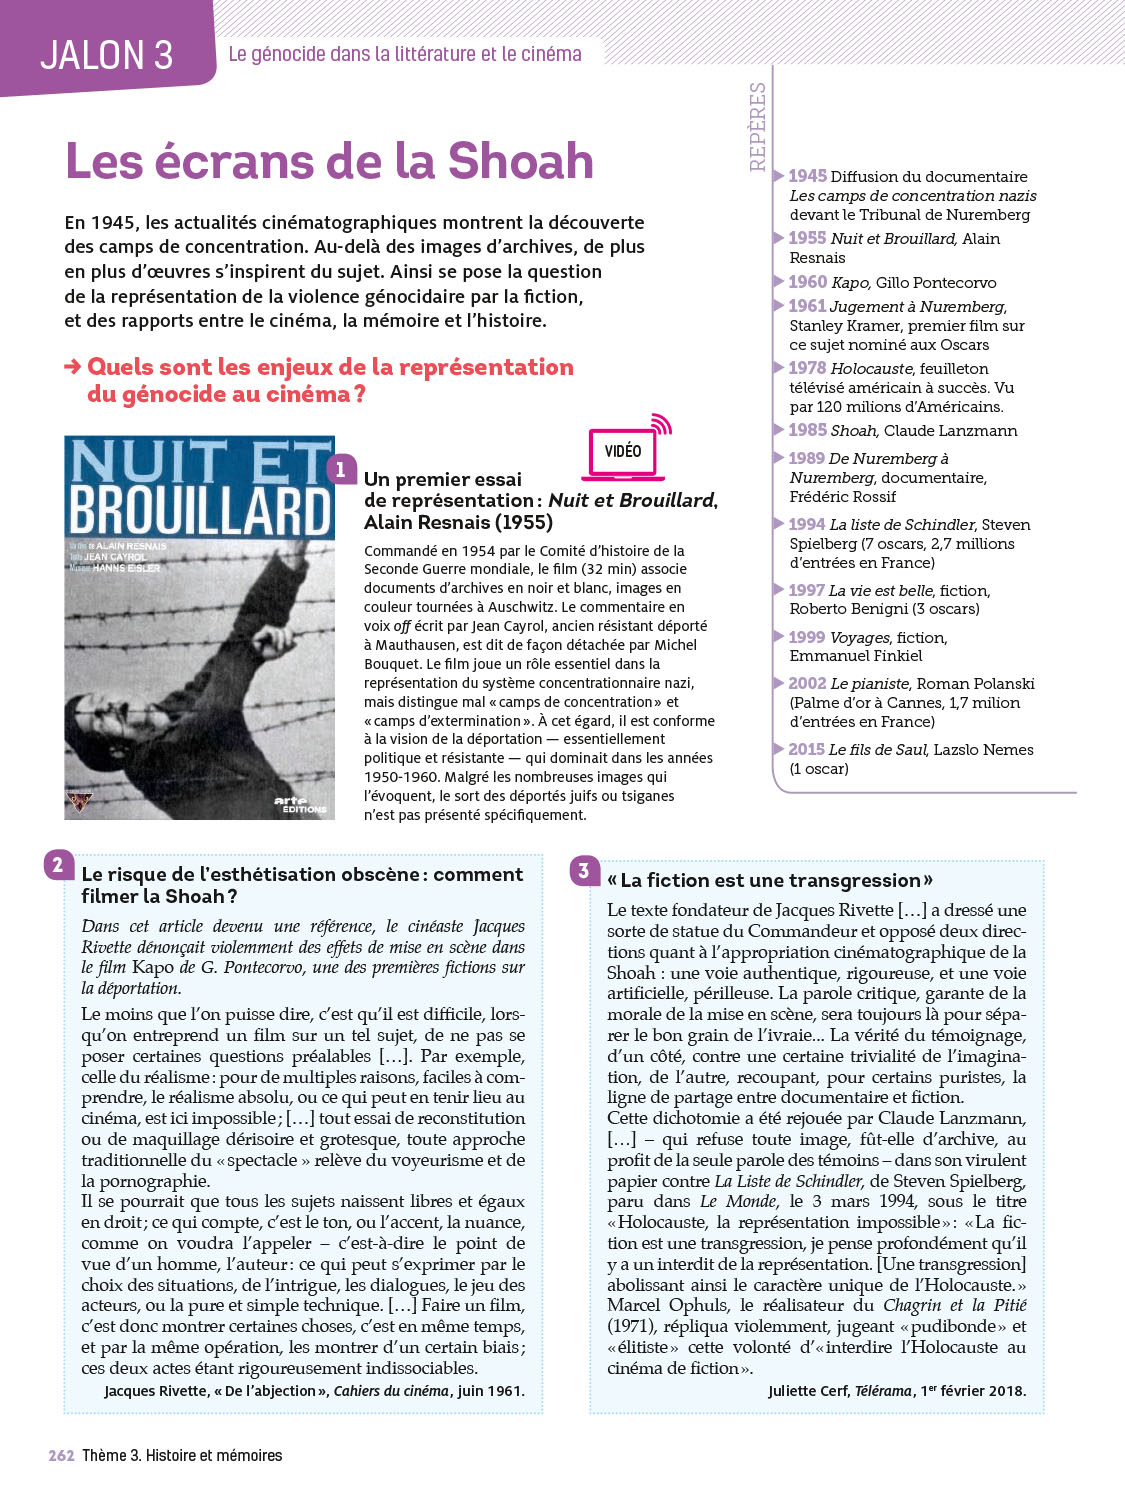 JALON 3
Le génocide dans la littérature et le cinéma
Les écrans de la Shoah
En 1945, les actualités cinématographiques montrent la découverte
des camps de concentration. Au-delà des images d’archives, de plus
en plus d’œuvres s’inspirent du sujet. Ainsi se pose la question
de la représentation de la violence génocidaire par la fiction,
et des rapports entre le cinéma, la mémoire et l’histoire.
→ Quels sont les enjeux de la représentation
du génocide au cinéma ?
REPÈRES
▶ 1945 Diffusion du documentaire
Les camps de concentration nazis
devant le Tribunal de Nuremberg
▶ 1955 Nuit et Brouillard, Alain
Resnais
▶ 1960 Kapo, Gillo Pontecorvo
▶ 1961 Jugement à Nuremberg,
Stanley Kramer, premier film sur
ce sujet nominé aux Oscars
▶ 1978 Holocauste, feuilleton
télévisé américain à succès. Vu
par 120 milions d’Américains.
▶ 1985 Shoah, Claude Lanzmann
▶ 1989 De Nuremberg à
Nuremberg, documentaire,
Frédéric Rossif
▶ 1994 La liste de Schindler, Steven
Spielberg (7 oscars, 2,7 millions
d’entrées en France)
▶ 1997 La vie est belle, fiction,
Roberto Benigni (3 oscars)
▶ 1999 Voyages, fiction,
Emmanuel Finkiel
▶ 2002 Le pianiste, Roman Polanski
(Palme d’or à Cannes, 1,7 milion
d’entrées en France)
▶ 2015 Le fils de Saul, Lazslo Nemes
(1 oscar)
NUIT ET
BROUILLARD
Un film de ALAIN RESNAIS
Texte JEAN CAYROL
Musique HANNS EISLER
arte
EDITIONS
1
VIDÉO
Un premier essai
de représentation : Nuit et Brouillard,
Alain Resnais (1955)
Commandé en 1954 par le Comité d’histoire de la
Seconde Guerre mondiale, le film (32 min) associe
documents d’archives en noir et blanc, images en
couleur tournées à Auschwitz. Le commentaire en
voix off écrit par Jean Cayrol, ancien résistant déporté
à Mauthausen, est dit de façon détachée par Michel
Bouquet. Le film joue un rôle essentiel dans la
représentation du système concentrationnaire nazi,
mais distingue mal « camps de concentration » et
« camps d’extermination ». À cet égard, il est conforme
à la vision de la déportation — essentiellement
politique et résistante — qui dominait dans les années
1950-1960. Malgré les nombreuses images qui
l’évoquent, le sort des déportés juifs ou tsiganes
n’est pas présenté spécifiquement.
2
Le risque de l’esthétisation obscène : comment
filmer la Shoah ?
Dans cet article devenu une référence, le cinéaste Jacques
Rivette dénonçait violemment des effets de mise en scène dans
le film Kapo de G. Pontecorvo, une des premières fictions sur
la déportation.
Le moins que l’on puisse dire, c’est qu’il est difficile, lors-
qu’on entreprend un film sur un tel sujet, de ne pas se
poser certaines questions préalables […]. Par exemple,
celle du réalisme : pour de multiples raisons, faciles à com-
prendre, le réalisme absolu, ou ce qui peut en tenir lieu au
cinéma, est ici impossible ; […] tout essai de reconstitution
ou de maquillage dérisoire et grotesque, toute approche
traditionnelle du « spectacle » relève du voyeurisme et de
la pornographie.
Il se pourrait que tous les sujets naissent libres et égaux
en droit ; ce qui compte, c’est le ton, ou l’accent, la nuance,
comme on voudra l’appeler – c’est-à-dire le point de
vue d’un homme, l’auteur : ce qui peut s’exprimer par le
choix des situations, de l’intrigue, les dialogues, le jeu des
acteurs, ou la pure et simple technique. […] Faire un film,
c’est donc montrer certaines choses, c’est en même temps,
et par la même opération, les montrer d’un certain biais ;
ces deux actes étant rigoureusement indissociables.
Jacques Rivette, « De l’abjection », Cahiers du cinéma, juin 1961.
3
« La fiction est une transgression »
Le texte fondateur de Jacques Rivette […] a dressé une
sorte de statue du Commandeur et opposé deux direc-
tions quant à l’appropriation cinématographique de la
Shoah : une voie authentique, rigoureuse, et une voie
artificielle, périlleuse. La parole critique, garante de la
morale de la mise en scène, sera toujours là pour sépa-
rer le bon grain de l’ivraie... La vérité du témoignage,
d’un côté, contre une certaine trivialité de l’imagina-
tion, de l’autre, recoupant, pour certains puristes, la
ligne de partage entre documentaire et fiction.
Cette dichotomie a été rejouée par Claude Lanzmann,
[…] – qui refuse toute image, fût-elle d’archive, au
profit de la seule parole des témoins – dans son virulent
papier contre La Liste de Schindler, de Steven Spielberg,
paru dans Le Monde, le 3 mars 1994, sous le titre
« Holocauste, la représentation impossible » : « La fic-
tion est une transgression, je pense profondément qu’il
y a un interdit de la représentation. [Une transgression]
abolissant ainsi le caractère unique de l’Holocauste. »
Marcel Ophuls, le réalisateur du Chagrin et la Pitié
(1971), répliqua violemment, jugeant « pudibonde » et
« élitiste » cette volonté d’« interdire l’Holocauste au
cinéma de fiction ».
Juliette Cerf, Télérama, 1er février 2018.
262 Thème 3. Histoire et mémoires